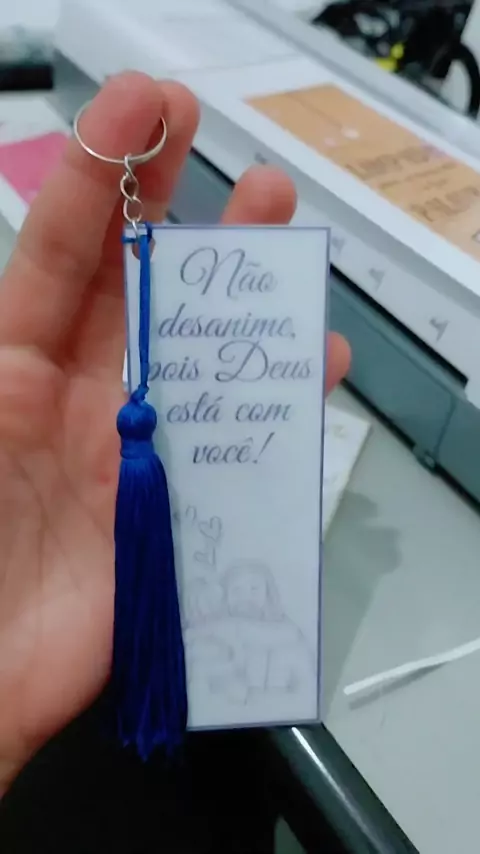 Não
desanime,
pois Deus
está com
você!